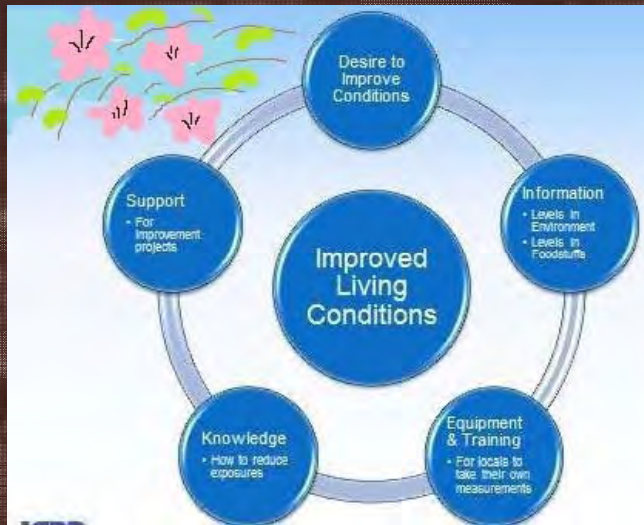 Desire to
Improve
Conditions
Information
• Levels in
Environment
• Levels in
Foodstuffs
Equipment
& Training
• For locals to
take their own
measurements
Knowledge
• How to reduce
exposures
Support
• For
Improvement
projects
Improved
Living
Conditions